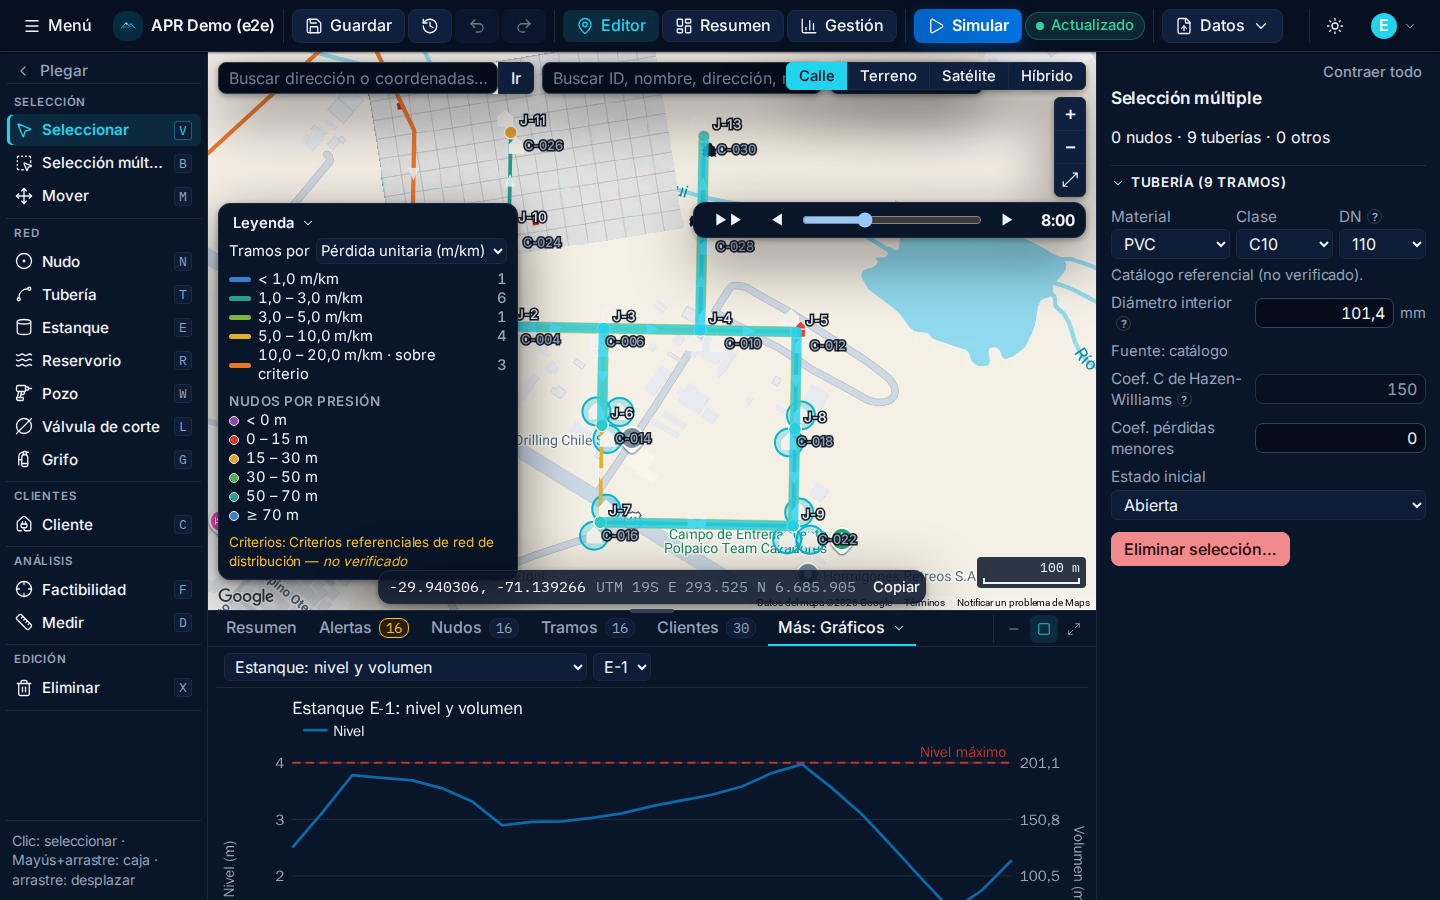 Menú
APR Demo (e2e)
Guardar
Editor
Resumen
Gestión
Simular
Actualizado
Datos
E
Plegar
SELECCIÓN
Seleccionar V
Selección múlt... B
Mover M
RED
Nudo N
Tubería T
Estanque E
Reservorio R
Pozo W
Válvula de corte L
Grifo G
CLIENTES
Cliente C
ANÁLISIS
Factibilidad F
Medir D
EDICIÓN
Eliminar X
Clic: seleccionar ·
Mayús+arrastre: caja ·
arrastre: desplazar
Buscar dirección o coordenadas...
Ir
Buscar ID, nombre, dirección,
Calle
Terreno
Satélite
Híbrido
J-11
C-026
J-13
C-030
J-10
C-024
C-028
8:00
Leyenda
Tramos por Pérdida unitaria (m/km)
< 1,0 m/km 1
1,0 – 3,0 m/km 6
3,0 – 5,0 m/km 1
5,0 – 10,0 m/km 4
10,0 – 20,0 m/km · sobre
criterio 3
NUDOS POR PRESIÓN
< 0 m
0 – 15 m
15 – 30 m
30 – 50 m
50 – 70 m
≥ 70 m
Criterios: Criterios referenciales de red de
distribución — no verificado
J-2
J-3
J-4
J-5
C-004
C-006
C-010
C-012
Río
J-6
J-8
C-014
C-018
J-7
J-9
C-016
C-022
Polpaico Team
-29.940306, -71.139266 UTM 19S E 293.525 N 6.685.905 Copiar
100 m
Google
Datos del mapa ©2026 Google
Términos
Notificar un problema de Maps
Resumen
Alertas 16
Nudos 16
Tramos 16
Clientes 30
Más: Gráficos
Estanque: nivel y volumen
E-1
Estanque E-1: nivel y volumen
Nivel
Nivel máximo
4
201,1
3
150,8
2
100,5
Nivel (m)
Volumen (m
Contraer todo
Selección múltiple
0 nudos · 9 tuberías · 0 otros
TUBERÍA (9 TRAMOS)
Material
Clase
DN ?
PVC
C10
110
Catálogo referencial (no verificado).
Diámetro interior
?
101,4 mm
Fuente: catálogo
Coef. C de Hazen-
Williams ?
150
Coef. pérdidas
menores
0
Estado inicial
Abierta
Eliminar selección...